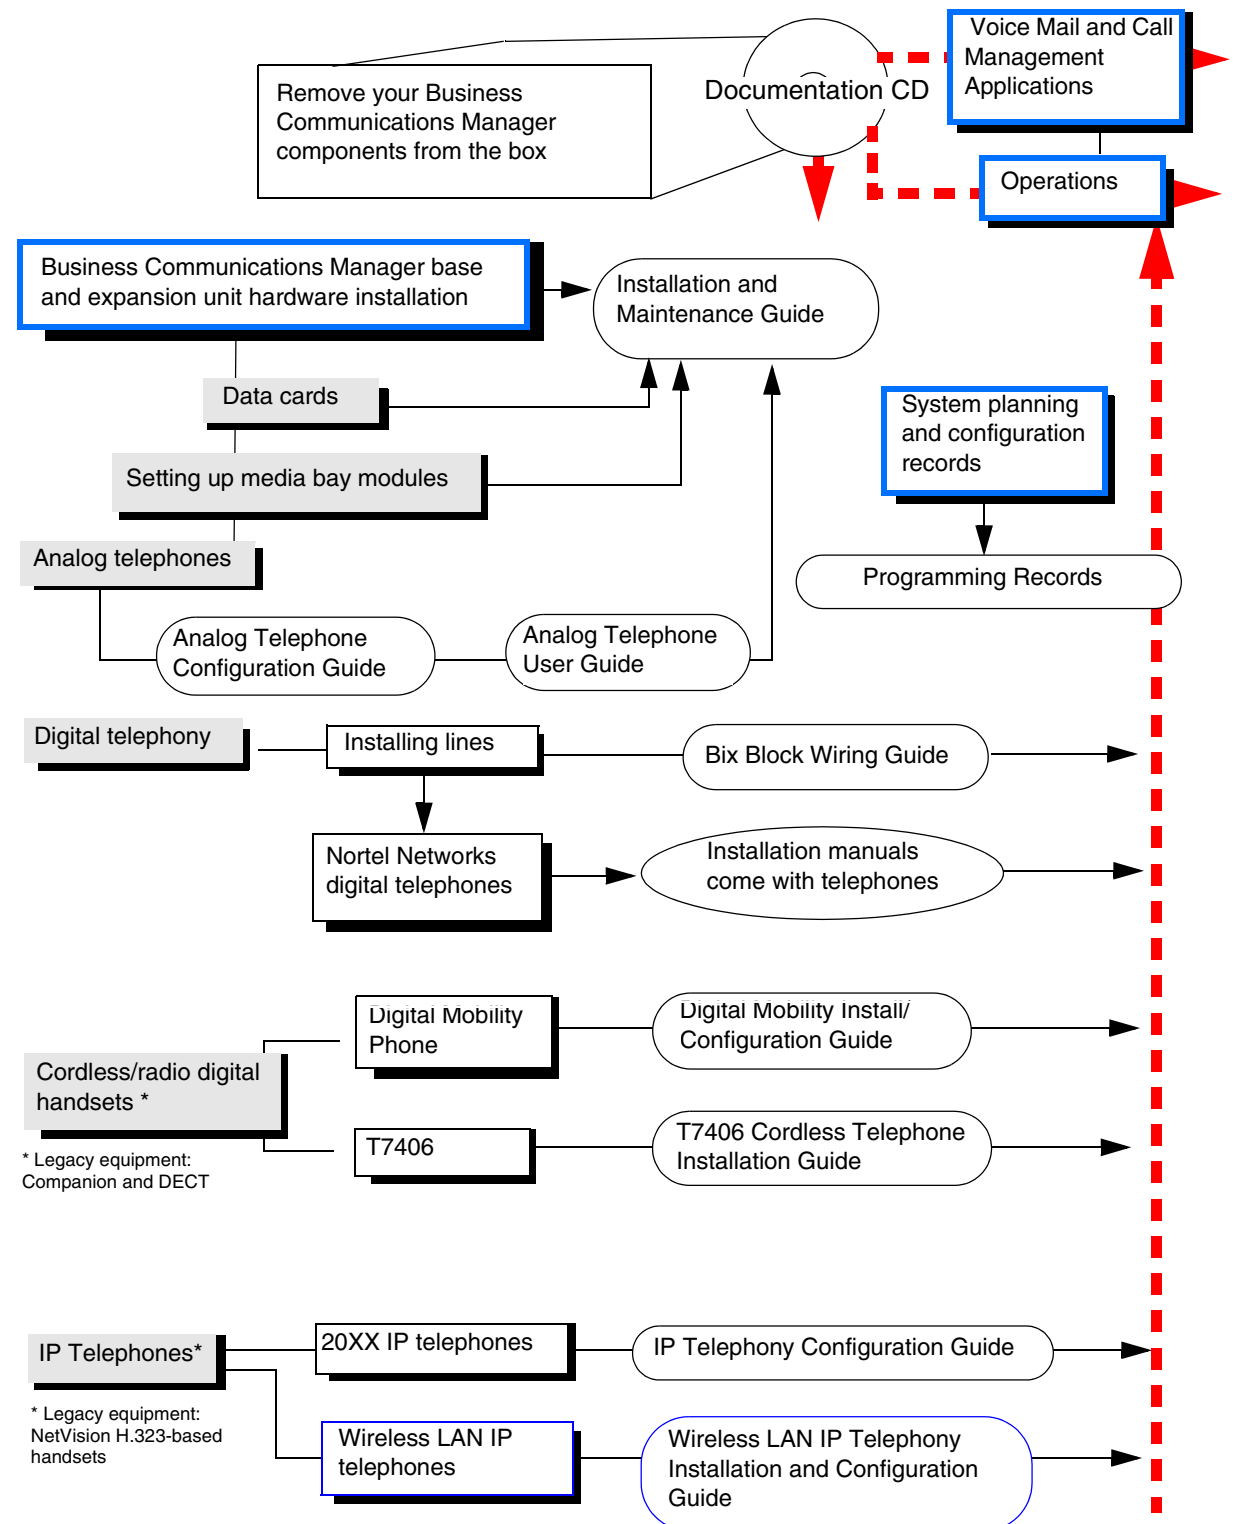 Voice Mail and Call
Management
Applications
Documentation CD
Remove your Business
Communications Manager
components from the box
Operations
Business Communications Manager base
and expansion unit hardware installation
Installation and
Maintenance Guide
Data cards
System planning
and configuration
records
Setting up media bay modules
Analog telephones
Programming Records
Analog Telephone
Configuration Guide
Analog Telephone
User Guide
Digital telephony
Installing lines
Bix Block Wiring Guide
Nortel Networks
digital telephones
Installation manuals
come with telephones
Digital Mobility
Phone
Digital Mobility Install/
Configuration Guide
Cordless/radio digital
handsets *
T7406
T7406 Cordless Telephone
Installation Guide
* Legacy equipment:
Companion and DECT
IP Telephones*
20XX IP telephones
IP Telephony Configuration Guide
* Legacy equipment:
NetVision H.323-based
handsets
Wireless LAN IP
telephones
Wireless LAN IP Telephony
Installation and Configuration
Guide